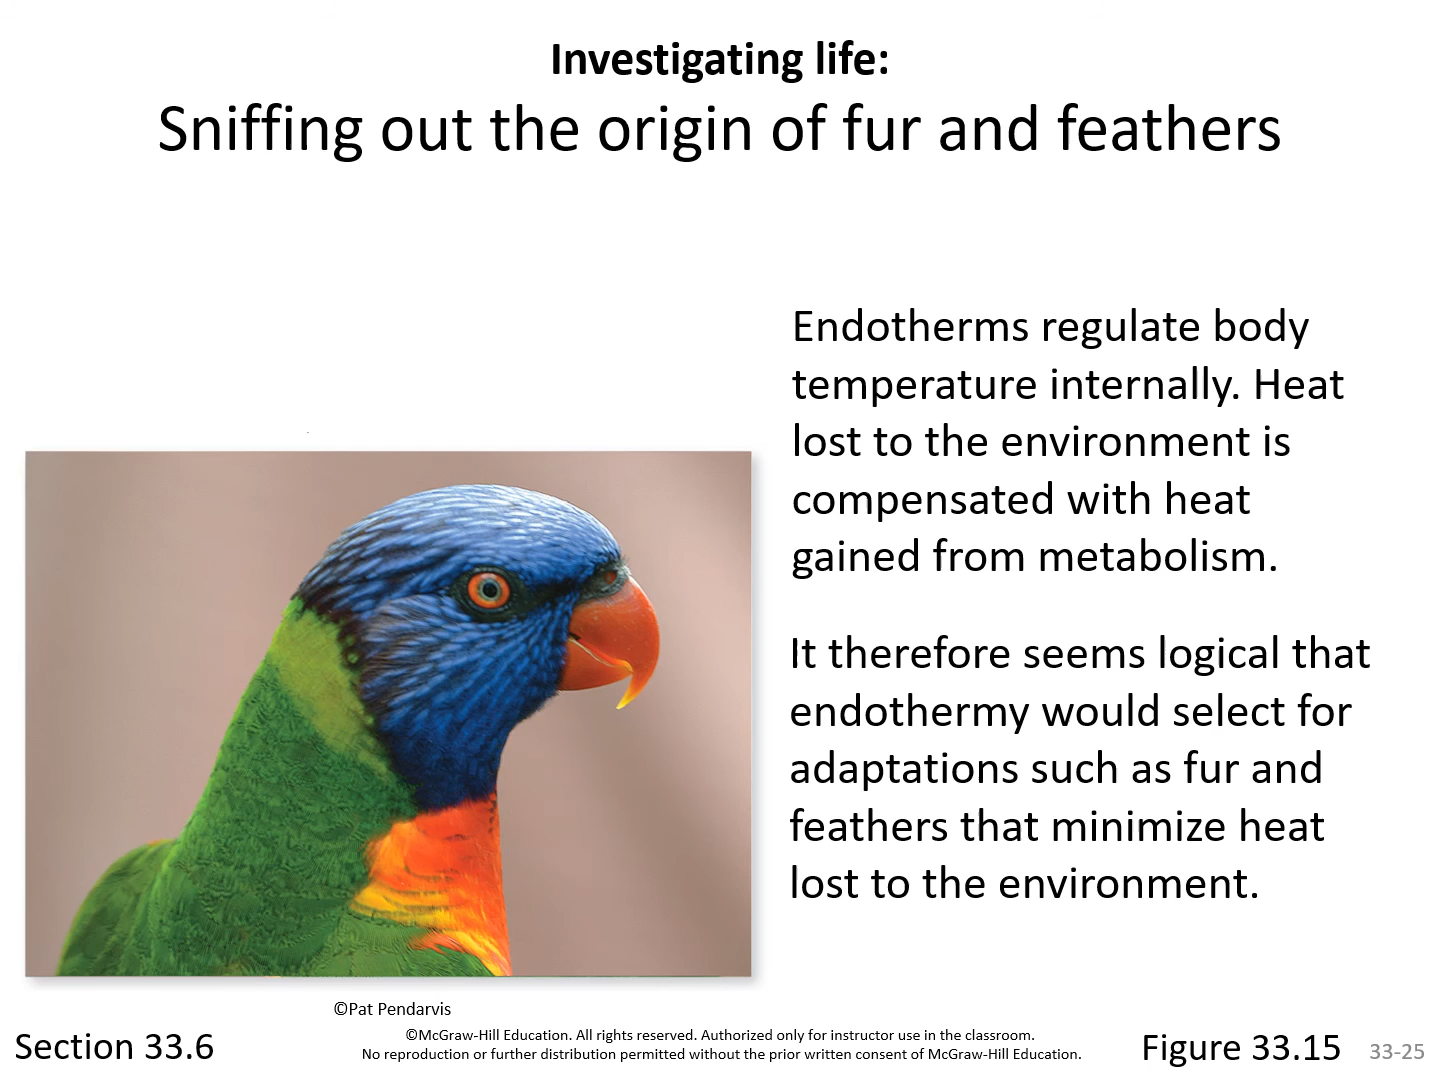 Investigating life:
Sniffing out the origin of fur and feathers
Endotherms regulate body
temperature internally. Heat
lost to the environment is
compensated with heat
gained from metabolism.
It therefore seems logical that
endothermy would select for
adaptations such as fur and
feathers that minimize heat
lost to the environment.
©Pat Pendarvis
Section 33.6
©McGraw-Hill Education. All rights reserved. Authorized only for instructor use in the classroom.
No reproduction or further distribution permitted without the prior written consent of McGraw-Hill Education.
Figure 33.15
33-25